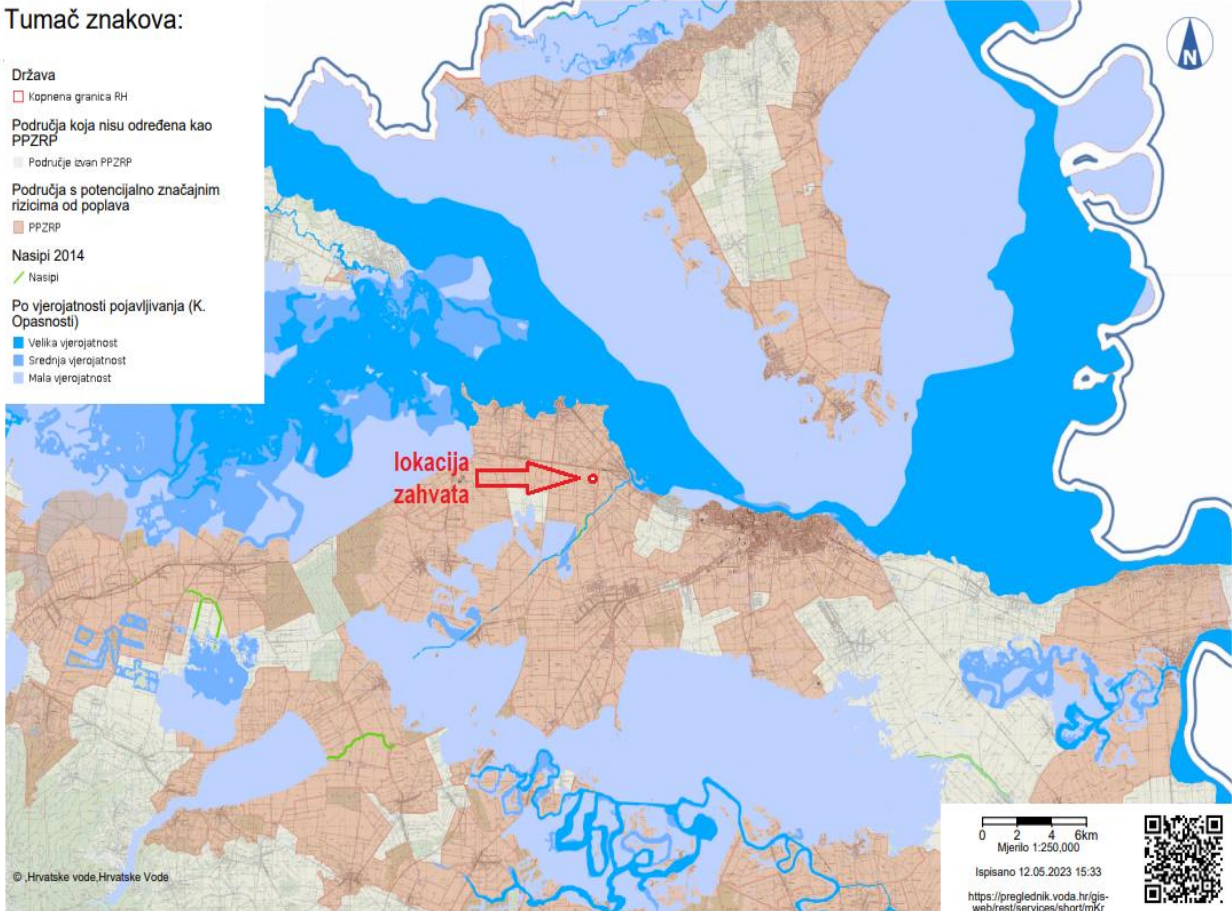 Tumač znakova:
Država
Kopnena granica RH
Područja koja nisu određena kao
PPZRP
Područje izvan PPZRP
Područja s potencijalno značajnim
rizicima od poplava
PPZRP
Nasipi 2014
Nasipi
Po vjerojatnosti pojavljivanja (K.
Opasnosti)
Velika vjerojatnost
Srednja vjerojatnost
Mala vjerojatnost
N
lokacija
zahvata
0 2 4 6km
Mjerilo 1:250,000
Ispisano 12.05.2023 15:33
https://preglednik.voda.hr/gis-
web/rest/services/short/mKr
© ,Hrvatske vode,Hrvatske Vode